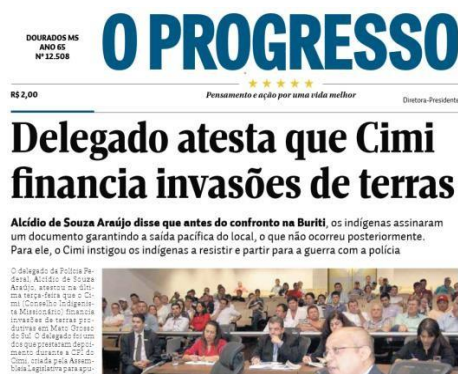 DOURADOS MS
ANO 65
Nº 12.508
O PROGRESSO
R$ 2,00
Pensamento e ação por uma vida melhor
Diretora-Presidente
Delegado atesta que Cimi
financia invasões de terras
Alcídio de Souza Araújo disse que antes do confronto na Buriti, os indígenas assinaram
um documento garantindo a saída pacífica do local, o que não ocorreu posteriormente.
Para ele, o Cimi instigou os indígenas a resistir e partir para a guerra com a polícia
O delegado da Polícia Fe-
deral, Alcídio de Souza
Araújo, atestou na últi-
ma terça-feira que o Ci-
mi (Conselho Indigenis-
ta Missionário) financia
invasões de terras pro-
dutivas em Mato Grosso
do Sul. O delegado foi um
dos que prestaram depoi-
mento durante a CPI do
Cimi, criada pela Assem-
bleia Legislativa para apu-